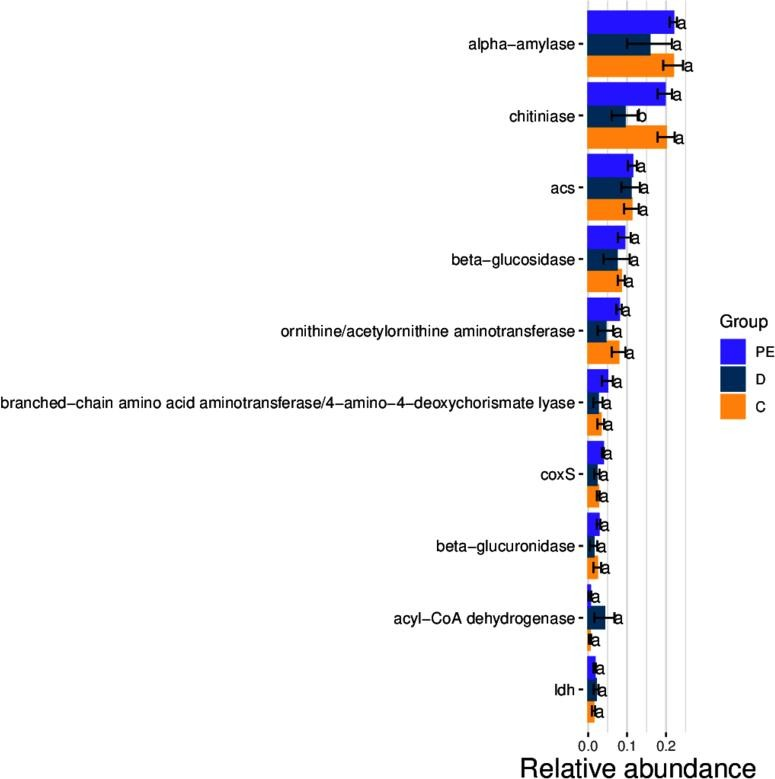 alpha−amylase
a
a
a
chitiniase
a
b
a
acs
a
a
a
beta−glucosidase
a
a
a
ornithine/acetylornithine aminotransferase
a
a
a
branched−chain amino acid aminotransferase/4−amino−4−deoxychorismate lyase
a
a
a
coxS
a
a
a
beta−glucuronidase
a
a
a
acyl−CoA dehydrogenase
a
a
a
ldh
a
a
a
0.0 0.1 0.2
Relative abundance
Group
PE
D
C